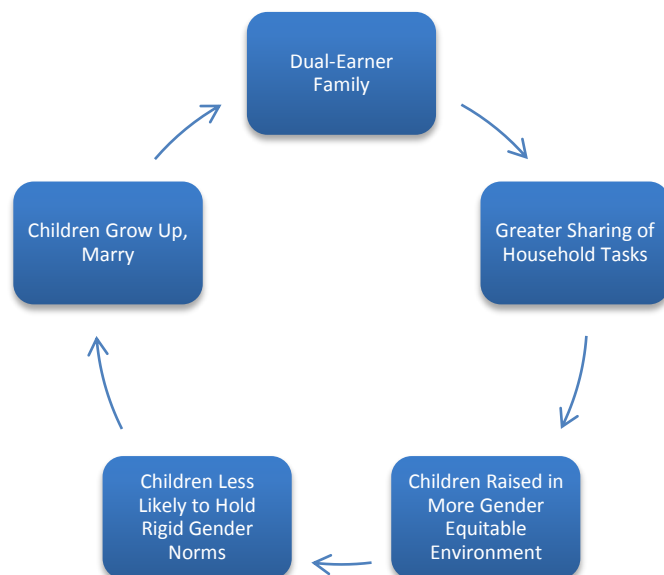 Dual-Earner
Family
Greater Sharing of
Household Tasks
Children Raised in
More Gender
Equitable
Environment
Children Less
Likely to Hold
Rigid Gender
Norms
Children Grow Up,
Marry